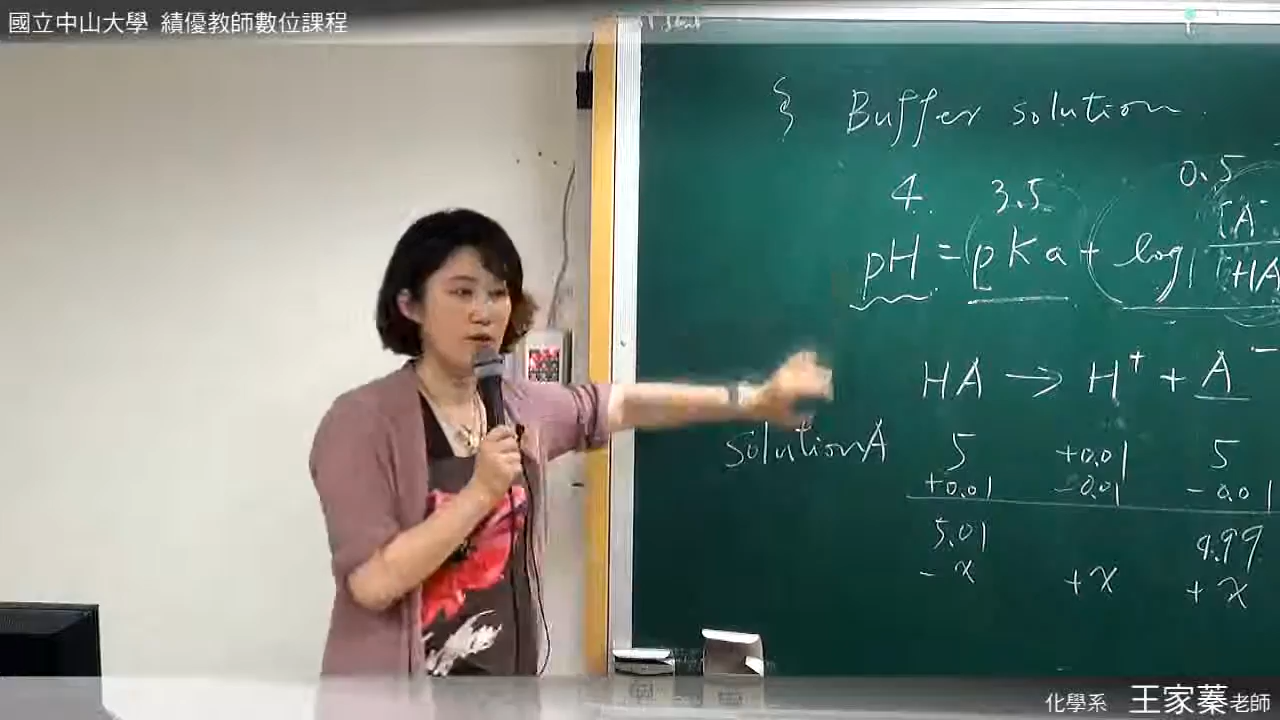 國立中山大學 績優教師數位課程
§ Buffer solution
4. 3.5 0.5
pH = pKa + log [A-
[HA
HA → H+ + A-
solution A 5 +0.01 5
+0.01 -0.01 -0.01
5.01 4.99
-x +x +x
化學系 王家蓁老師